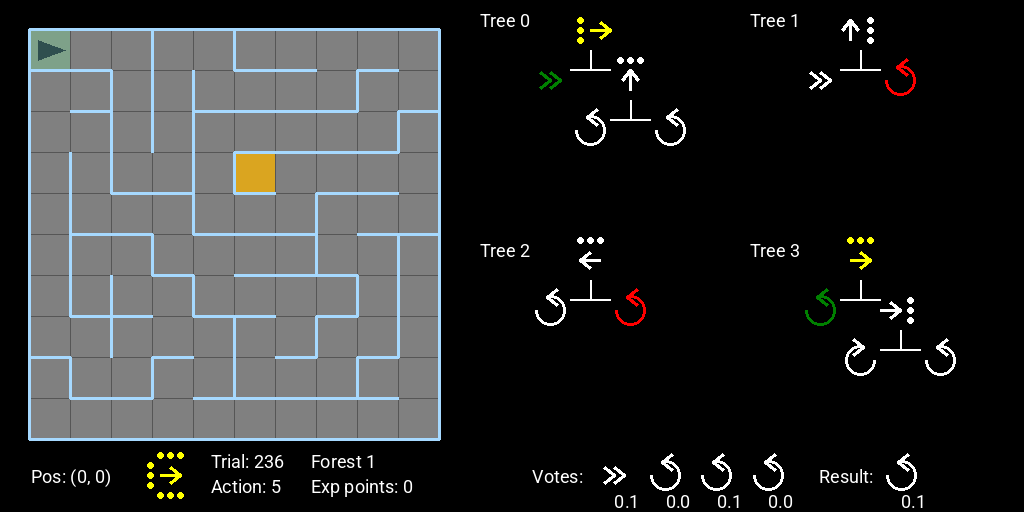 Tree 0
Tree 1
Tree 2
Tree 3
Pos: (0, 0)
Trial: 236
Forest 1
Action: 5
Exp points: 0
Votes:
0.1
0.0
0.1
0.0
Result:
0.1